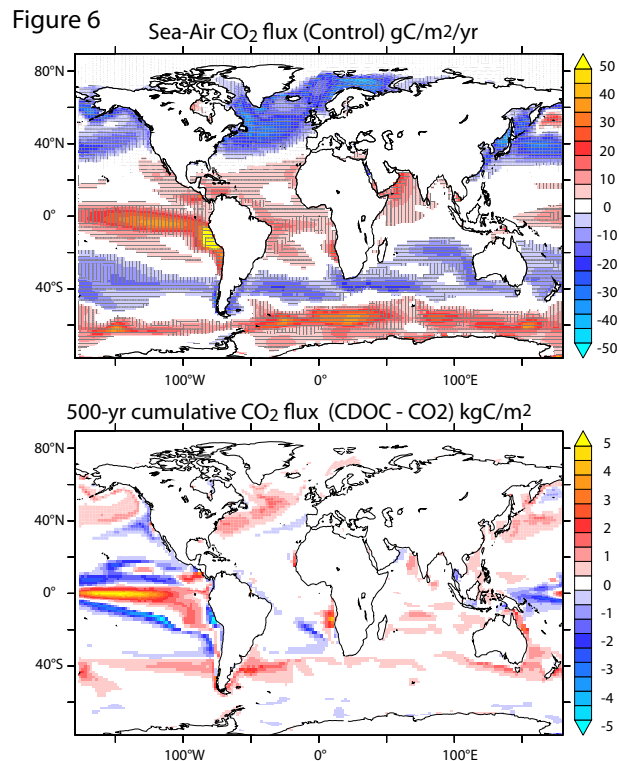 Figure 6
Sea-Air CO2 flux (Control) gC/m2/yr
80°N
40°N
0°
40°S
100°W 0° 100°E
50
40
30
20
10
0
-10
-20
-30
-40
-50
500-yr cumulative CO2 flux (CDOC - CO2) kgC/m2
80°N
40°N
0°
40°S
100°W 0° 100°E
5
4
3
2
1
0
-1
-2
-3
-4
-5